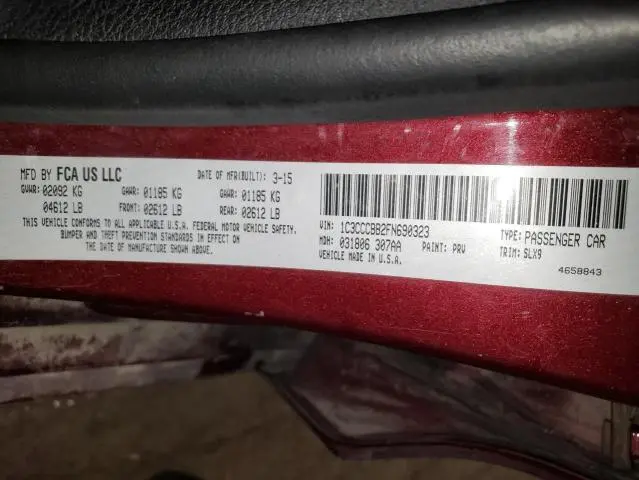 MFD BY FCA US LLC DATE OF MFR(BUILT): 3-15
GVWR: 02092 KG GAWR: 01185 KG GAWR: 01185 KG
04612 LB FRONT: 02612 LB REAR: 02612 LB
THIS VEHICLE CONFORMS TO ALL APPLICABLE U.S.A. FEDERAL MOTOR VEHICLE SAFETY,
BUMPER AND THEFT PREVENTION STANDARDS IN EFFECT ON
THE DATE OF MANUFACTURE SHOWN ABOVE.
VIN: 1C3CCCBB2FN690323 TYPE: PASSENGER CAR
MDH: 031806 307AA PAINT: PRV TRIM: SLX9
VEHICLE MADE IN U.S.A. 4658843